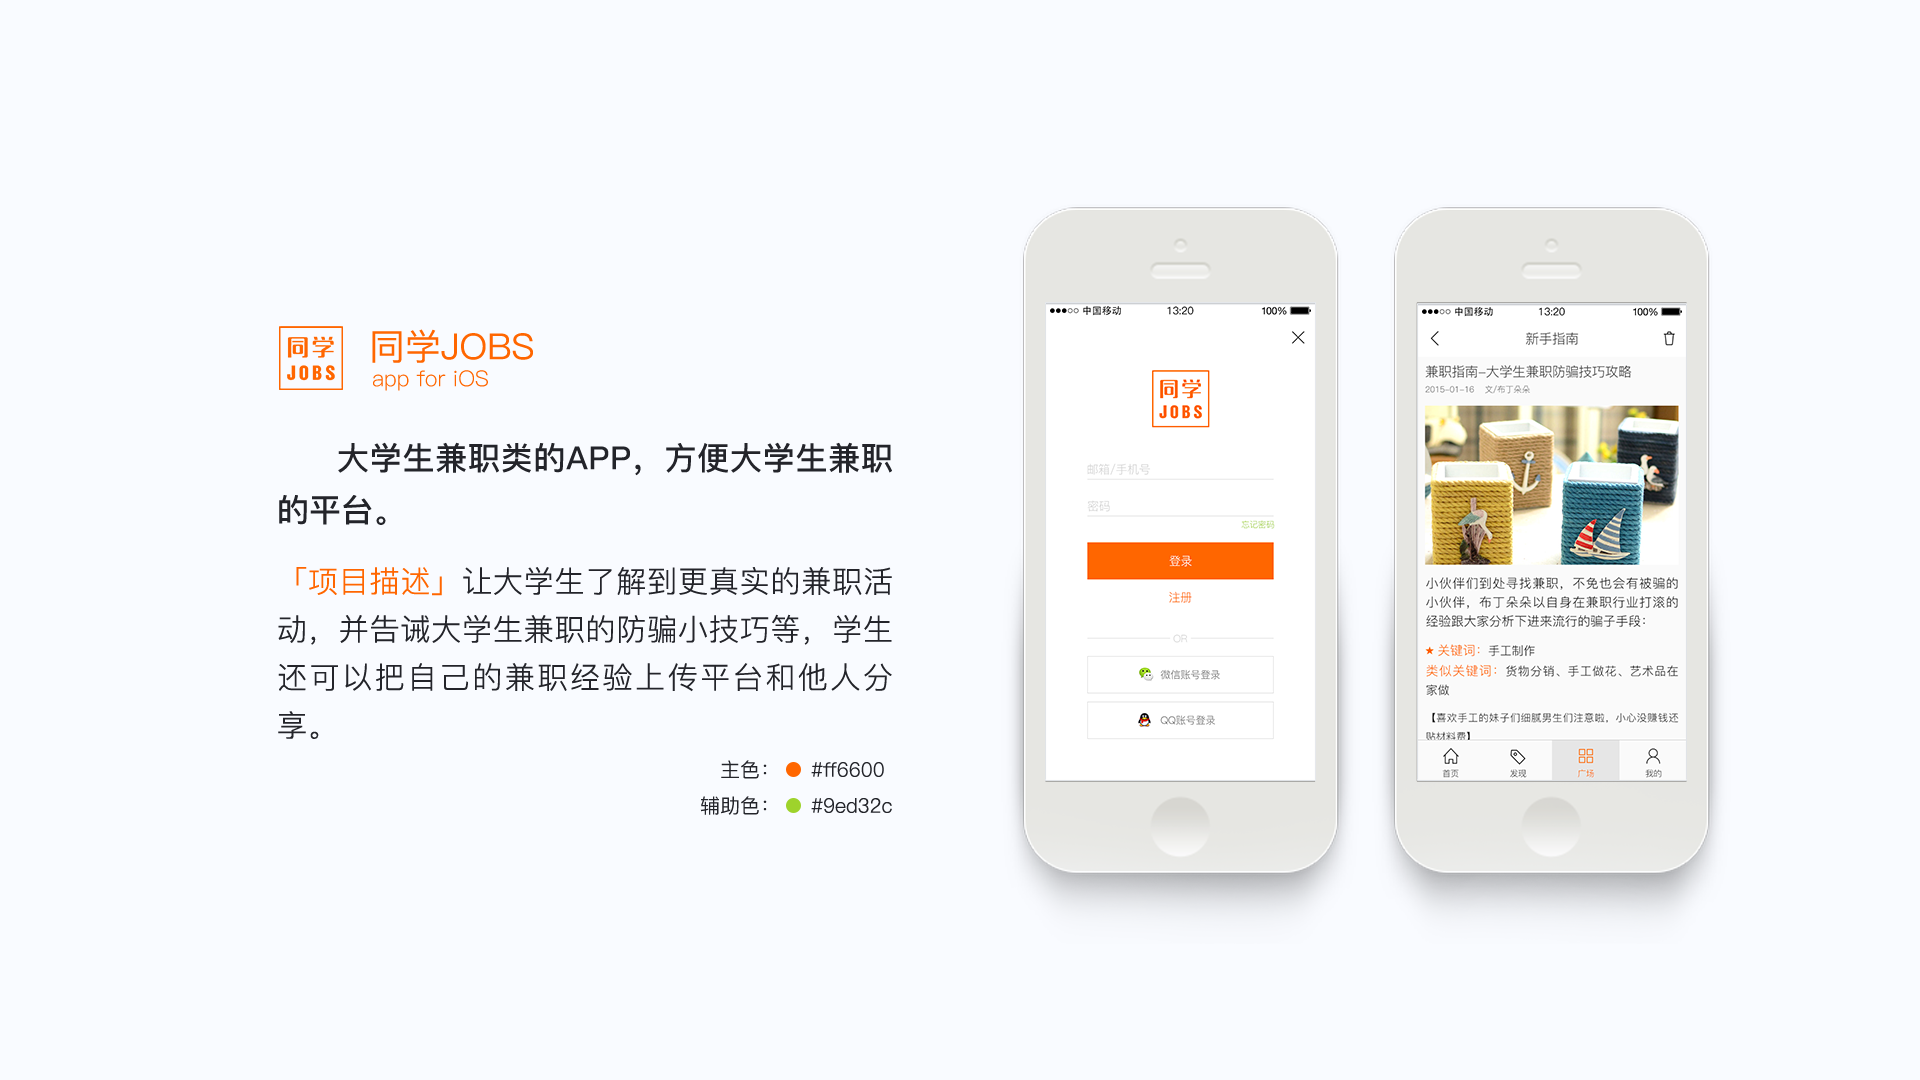 同学
JOBS
同学JOBS
app for iOS
大学生兼职类的APP，方便大学生兼职
的平台。
「项目描述」让大学生了解到更真实的兼职活
动，并告诫大学生兼职的防骗小技巧等，学生
还可以把自己的兼职经验上传平台和他人分
享。
主色： #ff6600
辅助色： #9ed32c
中国移动 13:20 100%
同学
JOBS
邮箱/手机号
密码
忘记密码
登录
注册
OR
微信账号登录
QQ账号登录
中国移动 13:20 100%
新手指南
兼职指南-大学生兼职防骗技巧攻略
2015-01-16 文/布丁朵朵
小伙伴们到处寻找兼职，不免也会有被骗的
小伙伴，布丁朵朵以自身在兼职行业打滚的
经验跟大家分析下进来流行的骗子手段：
★ 关键词：手工制作
类似关键词：货物分销、手工做花、艺术品在
家做
【喜欢手工的妹子们细腻男生们注意啦，小心没赚钱还
贴材料费】
首页 发现 广场 我的